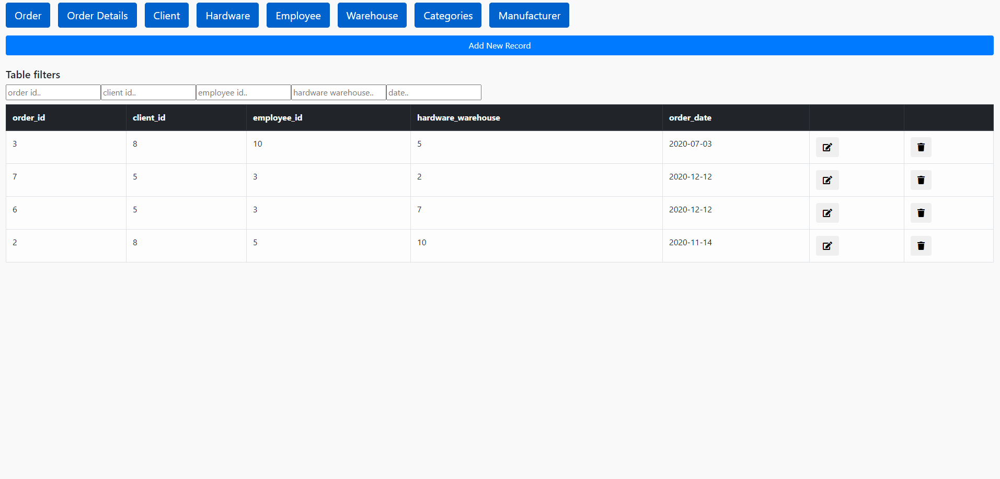 Order Order Details Client Hardware Employee Warehouse Categories Manufacturer
Add New Record
Table filters
order id.. client id.. employee id.. hardware warehouse.. date..
order_id client_id employee_id hardware_warehouse order_date
3 8 10 5 2020-07-03
7 5 3 2 2020-12-12
6 5 3 7 2020-12-12
2 8 5 10 2020-11-14